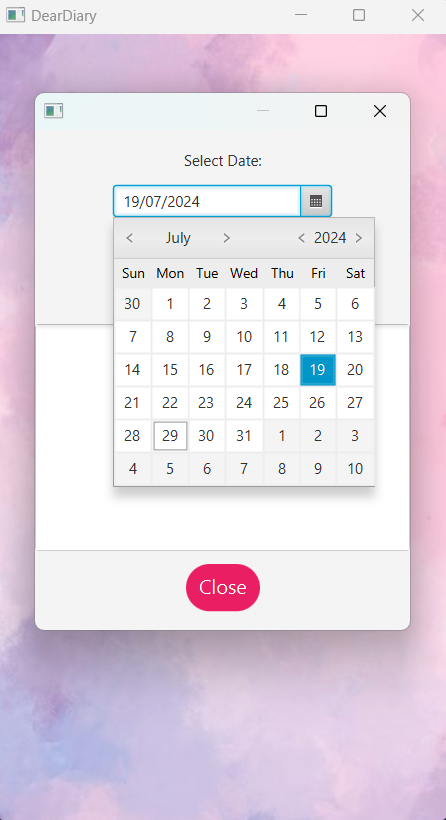 DearDiary
Select Date:
19/07/2024
July 2024
Sun Mon Tue Wed Thu Fri Sat
30 1 2 3 4 5 6
7 8 9 10 11 12 13
14 15 16 17 18 19 20
21 22 23 24 25 26 27
28 29 30 31 1 2 3
4 5 6 7 8 9 10
Close